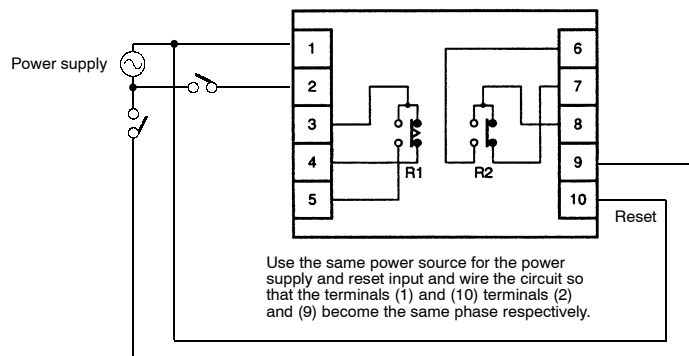 Power supply
1
2
3
4
5
R1
R2
6
7
8
9
10
Reset
Use the same power source for the power
supply and reset input and wire the circuit so
that the terminals (1) and (10) terminals (2)
and (9) become the same phase respectively.